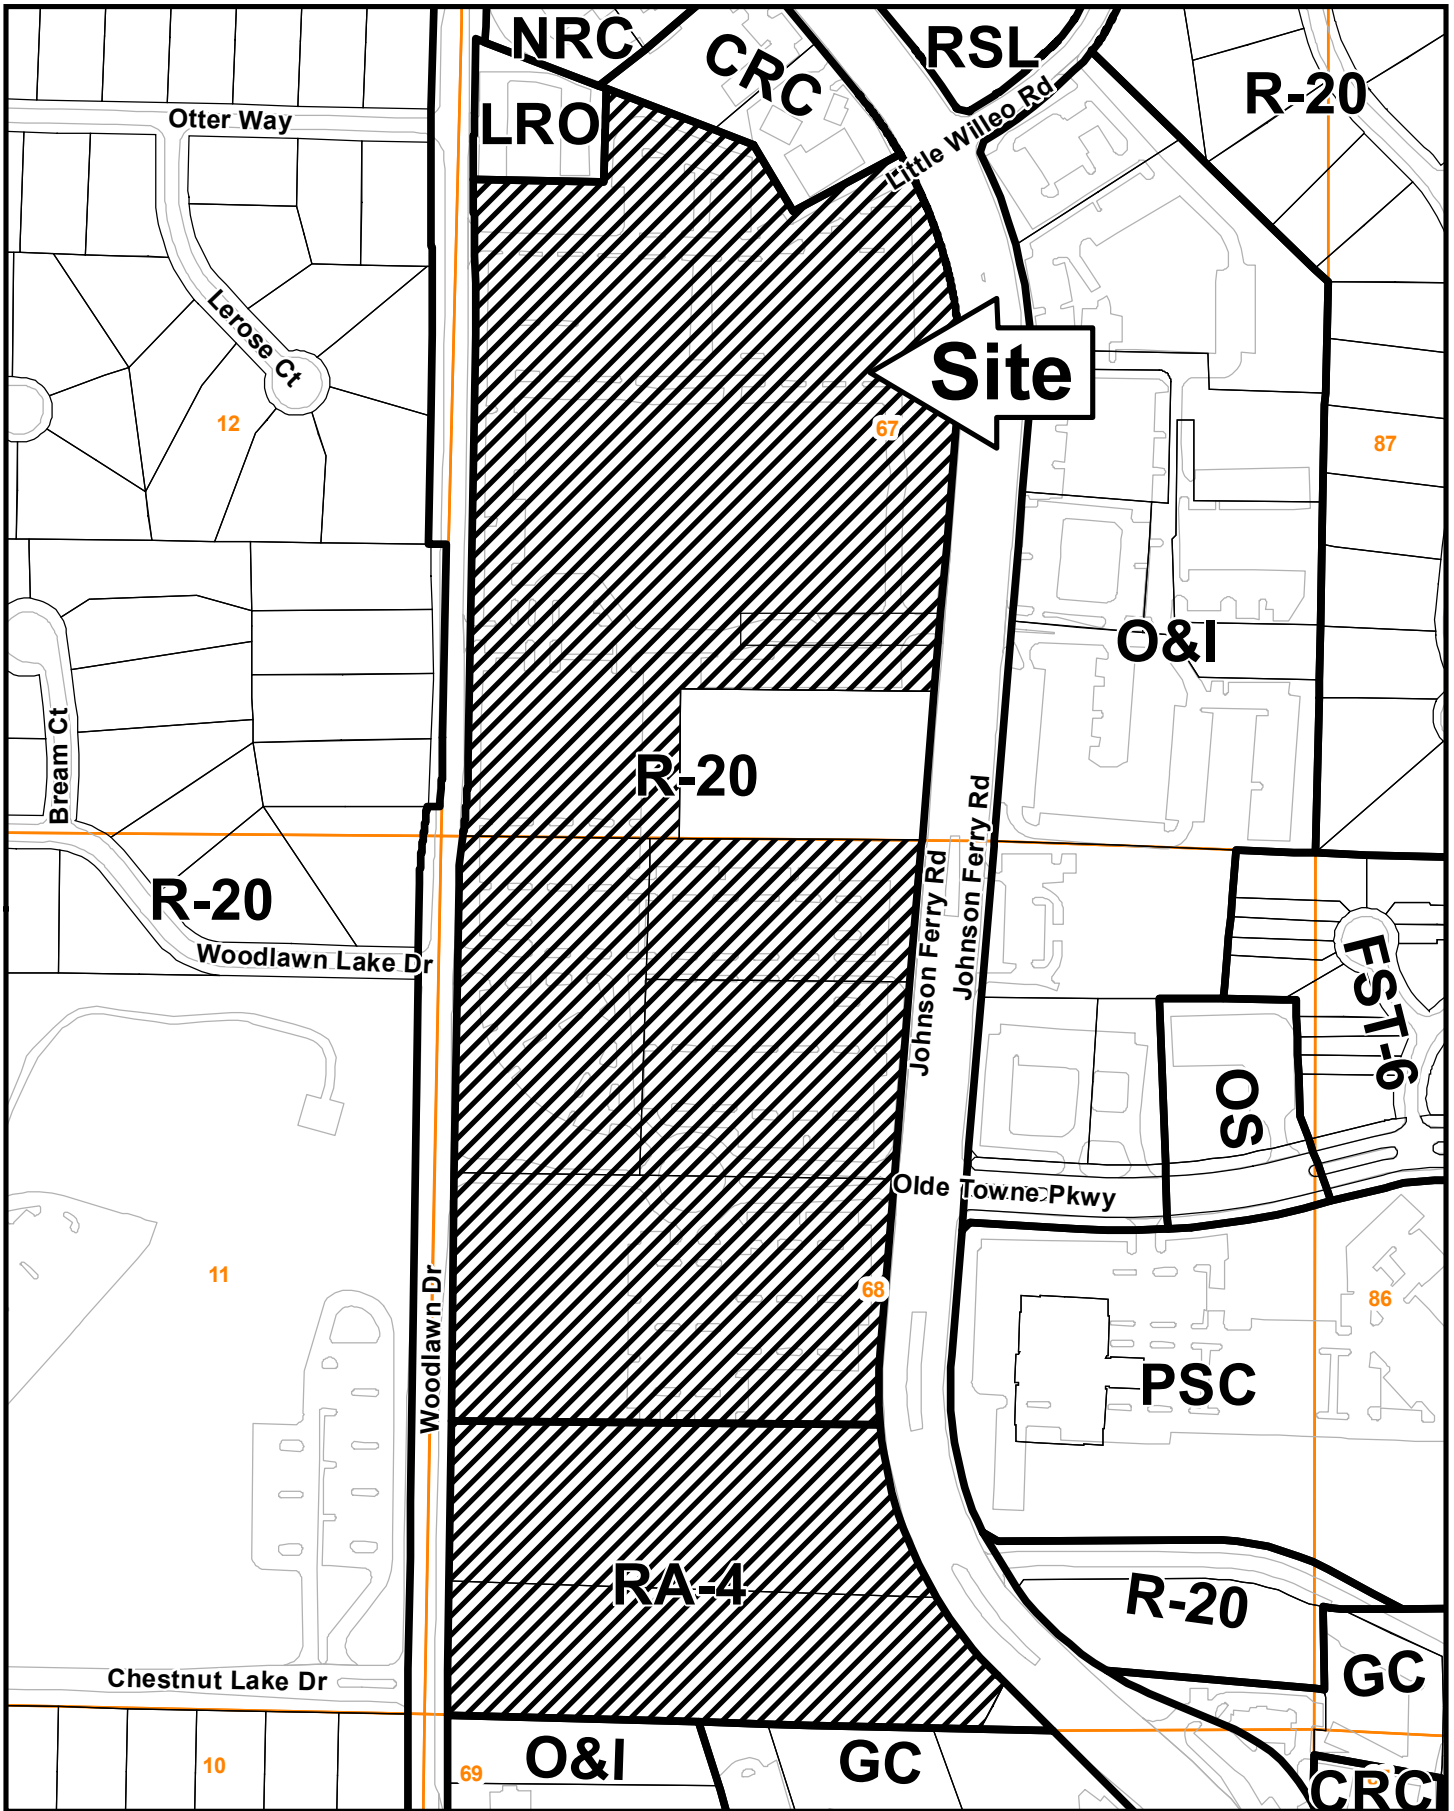 NRC
CRC
RSL
R-20
LRO
Otter Way
Little Willeo Rd
Lerose Ct
Site
12
67
87
O&I
Bream Ct
R-20
Johnson Ferry Rd
Johnson Ferry Rd
R-20
Woodlawn Lake Dr
FST-6
OS
Olde Towne Pkwy
11
68
86
Woodlawn Dr
PSC
RA-4
R-20
Chestnut Lake Dr
GC
10
69
O&I
GC
CRC